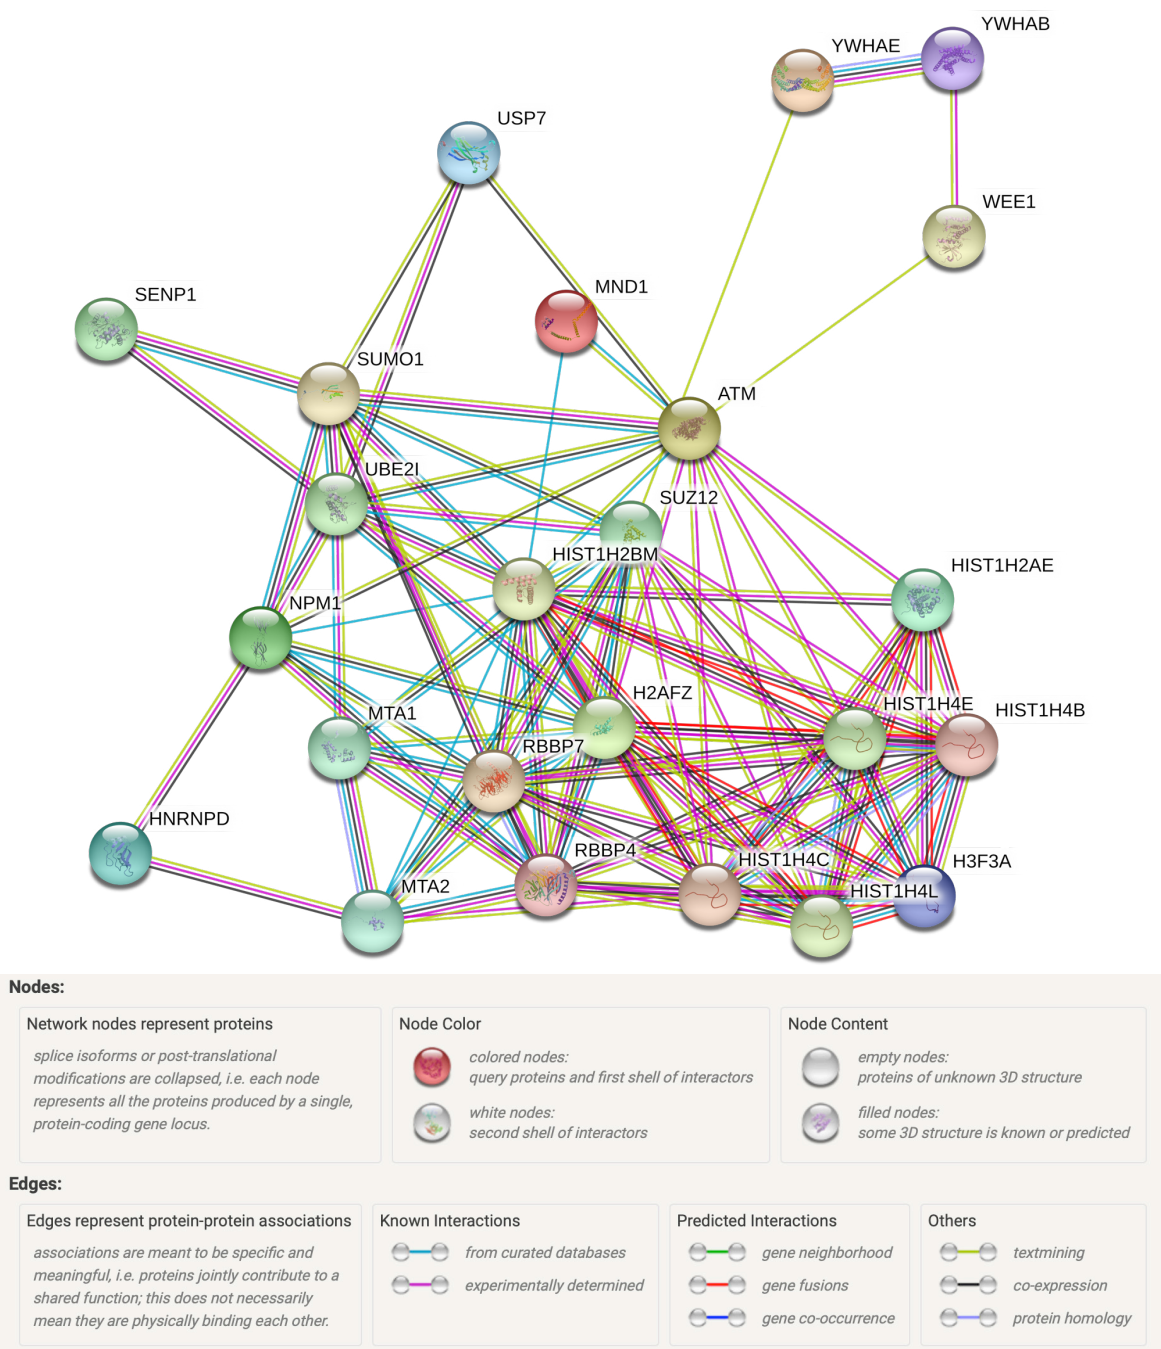 YWHAB
YWHAE
USP7
WEE1
MND1
SENP1
SUMO1
ATM
UBE2I
SUZ12
HIST1H2BM
HIST1H2AE
NPM1
H2AFZ
HIST1H4E
HIST1H4B
MTA1
RBBP7
HNRNPD
RBBP4
HIST1H4C
H3F3A
MTA2
HIST1H4L
Nodes:
Network nodes represent proteins
splice isoforms or post-translational
modifications are collapsed, i.e. each node
represents all the proteins produced by a single,
protein-coding gene locus.
Node Color
colored nodes:
query proteins and first shell of interactors
white nodes:
second shell of interactors
Node Content
empty nodes:
proteins of unknown 3D structure
filled nodes:
some 3D structure is known or predicted
Edges:
Edges represent protein-protein associations
associations are meant to be specific and
meaningful, i.e. proteins jointly contribute to a
shared function; this does not necessarily
mean they are physically binding each other.
Known Interactions
from curated databases
experimentally determined
Predicted Interactions
gene neighborhood
gene fusions
gene co-occurrence
Others
textmining
co-expression
protein homology